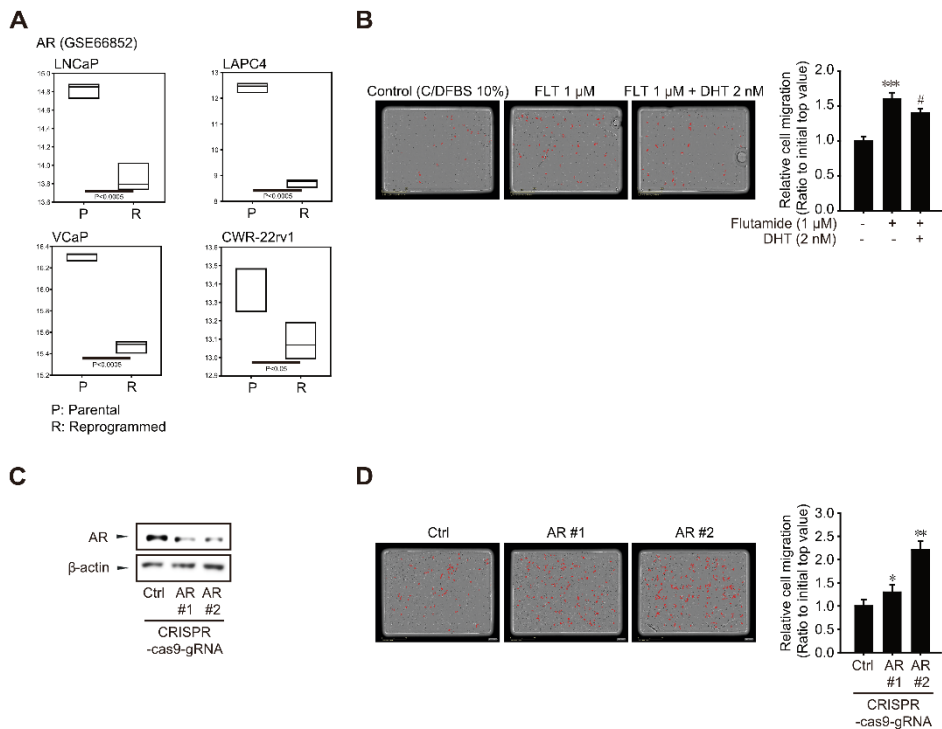 A
AR (GSE66852)
LNCaP
15.0
14.8
14.6
14.4
14.2
14.0
13.8
13.6
P<0.0005
P R
LAPC4
13
12
11
10
9
8
P<0.0005
P R
VCaP
16.4
16.2
16.0
15.8
15.6
15.4
15.2
P<0.0005
P R
CWR-22rv1
13.6
13.5
13.4
13.3
13.2
13.1
13.0
12.9
P<0.05
P R
P: Parental
R: Reprogrammed
B
Control (C/DFBS 10%) FLT 1 µM FLT 1 µM + DHT 2 nM
Relative cell migration
(Ratio to initial top value)
2.0
1.5
1.0
0.5
0.0
*** #
Flutamide (1 µM) - + +
DHT (2 nM) - - +
C
AR
β-actin
Ctrl AR AR
#1 #2
CRISPR
-cas9-gRNA
D
Ctrl AR #1 AR #2
Relative cell migration
(Ratio to initial top value)
3.0
2.5
2.0
1.5
1.0
0.5
0.0
* **
Ctrl AR AR
#1 #2
CRISPR
-cas9-gRNA